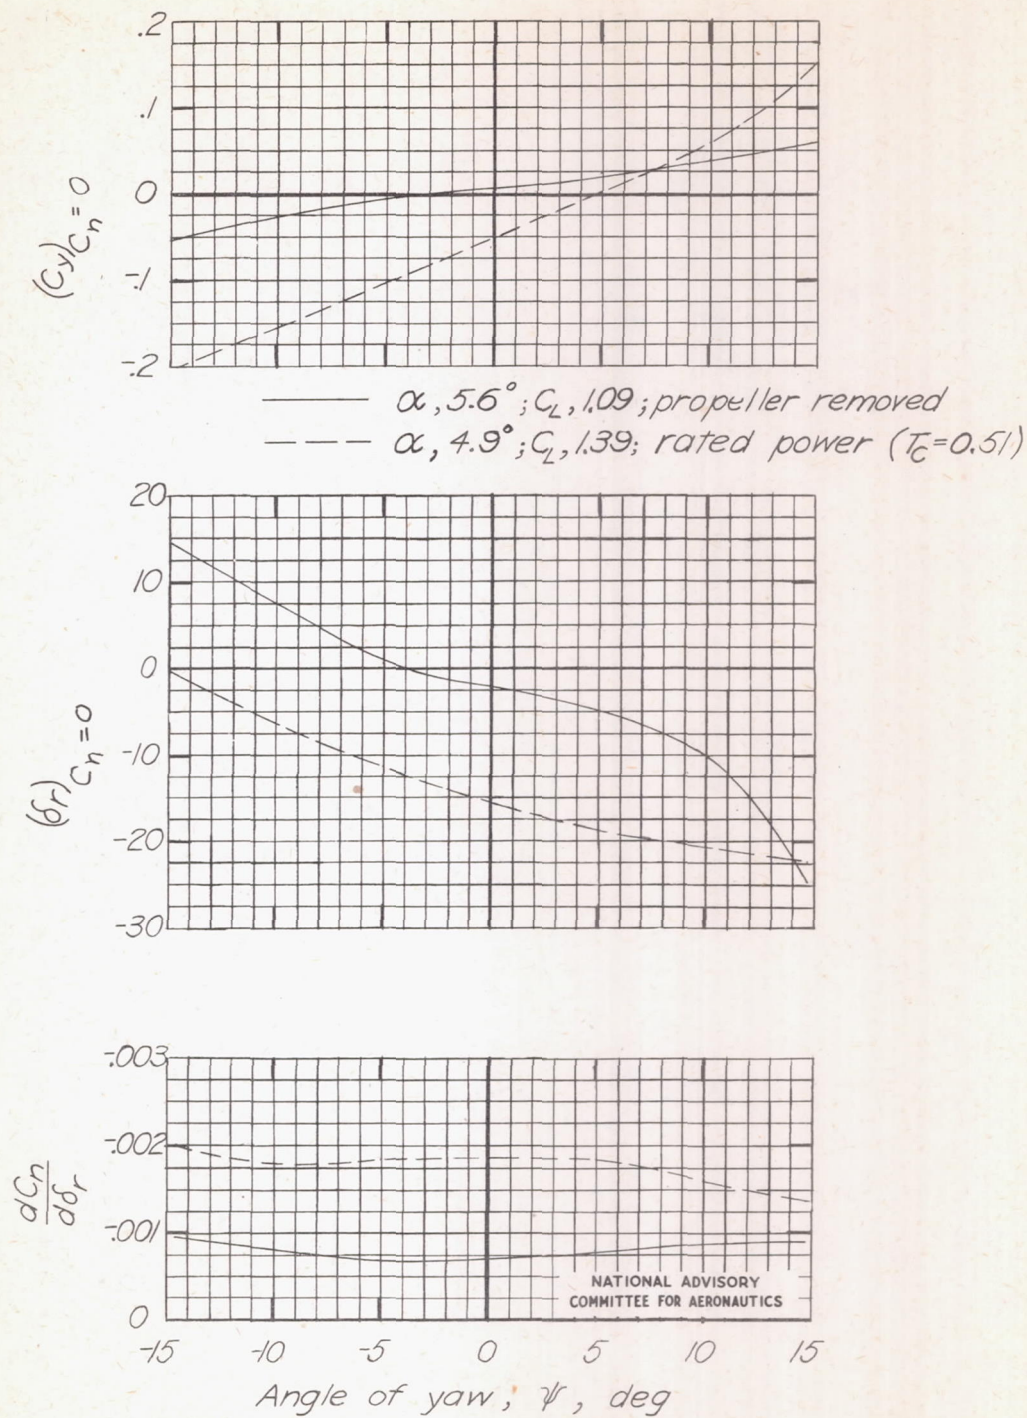 .2
.1
0
-.1
-.2
(Cy)Cn=0
α, 5.6°; CL, 1.09; propeller removed
α, 4.9°; CL, 1.39; rated power (Tc=0.51)
20
10
0
-10
-20
-30
(δr)Cn=0
-.003
-.002
-.001
0
dCn
dδr
NATIONAL ADVISORY
COMMITTEE FOR AERONAUTICS
-15 -10 -5 0 5 10 15
Angle of yaw, ψ, deg